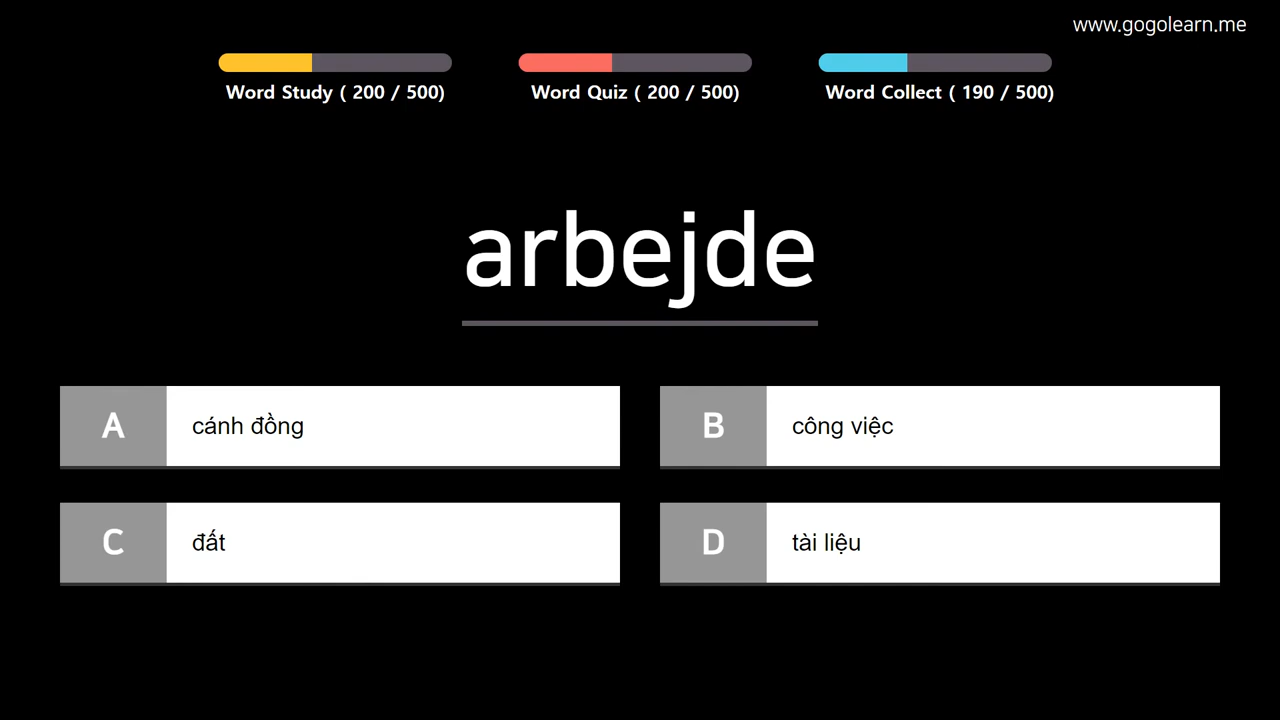 www.gogolearn.me
Word Study ( 200 / 500)
Word Quiz ( 200 / 500)
Word Collect ( 190 / 500)
arbejde
A cánh đồng
B công việc
C đất
D tài liệu